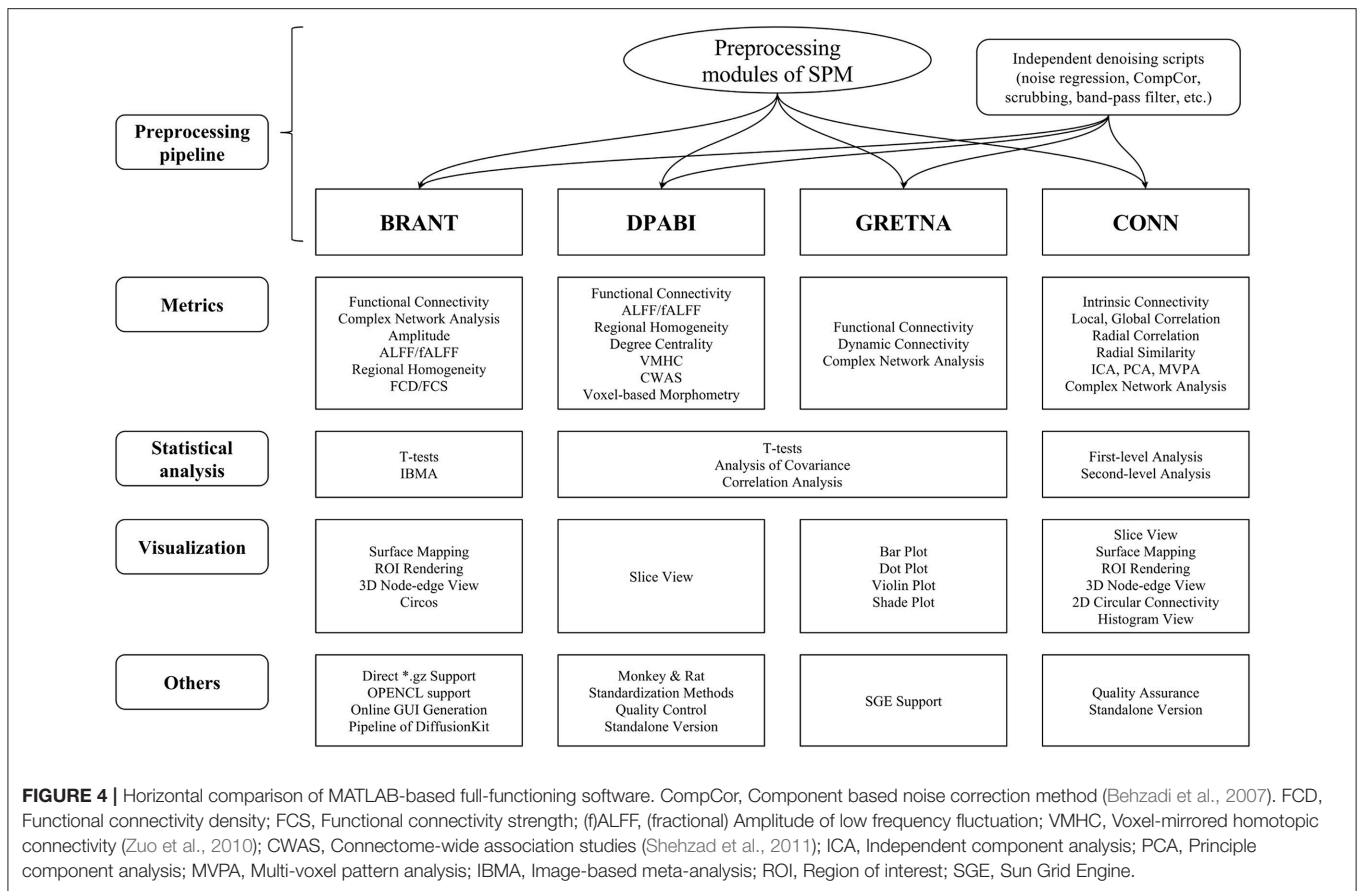 Preprocessing
modules of SPM
Independent denoising scripts
(noise regression, CompCor,
scrubbing, band-pass filter, etc.)
Preprocessing
pipeline
BRANT
DPABI
GRETNA
CONN
Metrics
Functional Connectivity
Complex Network Analysis
Amplitude
ALFF/fALFF
Regional Homogeneity
FCD/FCS
Functional Connectivity
ALFF/fALFF
Regional Homogeneity
Degree Centrality
VMHC
CWAS
Voxel-based Morphometry
Functional Connectivity
Dynamic Connectivity
Complex Network Analysis
Intrinsic Connectivity
Local, Global Correlation
Radial Correlation
Radial Similarity
ICA, PCA, MVPA
Complex Network Analysis
Statistical
analysis
T-tests
IBMA
T-tests
Analysis of Covariance
Correlation Analysis
First-level Analysis
Second-level Analysis
Visualization
Surface Mapping
ROI Rendering
3D Node-edge View
Circos
Slice View
Bar Plot
Dot Plot
Violin Plot
Shade Plot
Slice View
Surface Mapping
ROI Rendering
3D Node-edge View
2D Circular Connectivity
Histogram View
Others
Direct *.gz Support
OPENCL support
Online GUI Generation
Pipeline of DiffusionKit
Monkey & Rat
Standardization Methods
Quality Control
Standalone Version
SGE Support
Quality Assurance
Standalone Version
FIGURE 4 | Horizontal comparison of MATLAB-based full-functioning software. CompCor, Component based noise correction method (Behzadi et al., 2007). FCD,
Functional connectivity density; FCS, Functional connectivity strength; (f)ALFF, (fractional) Amplitude of low frequency fluctuation; VMHC, Voxel-mirrored homotopic
connectivity (Zuo et al., 2010); CWAS, Connectome-wide association studies (Shehzad et al., 2011); ICA, Independent component analysis; PCA, Principle
component analysis; MVPA, Multi-voxel pattern analysis; IBMA, Image-based meta-analysis; ROI, Region of interest; SGE, Sun Grid Engine.